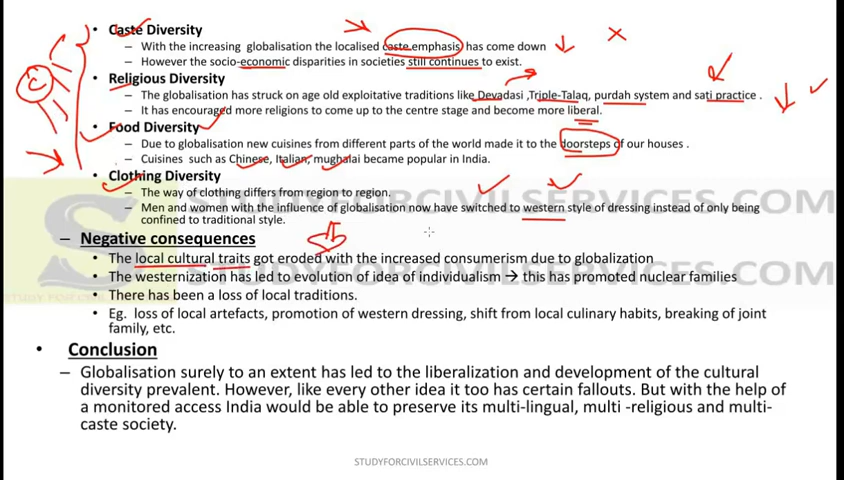 • Caste Diversity
– With the increasing globalisation the localised caste emphasis has come down
– However the socio-economic disparities in societies still continues to exist.
• Religious Diversity
– The globalisation has struck on age old exploitative traditions like Devadasi ,Triple-Talaq, purdah system and sati practice .
– It has encouraged more religions to come up to the centre stage and become more liberal.
• Food Diversity
– Due to globalisation new cuisines from different parts of the world made it to the doorsteps of our houses .
– Cuisines such as Chinese, Italian, mughalai became popular in India.
• Clothing Diversity
– The way of clothing differs from region to region.
– Men and women with the influence of globalisation now have switched to western style of dressing instead of only being
confined to traditional style.
– Negative consequences
• The local cultural traits got eroded with the increased consumerism due to globalization
• The westernization has led to evolution of idea of individualism → this has promoted nuclear families
• There has been a loss of local traditions.
• Eg. loss of local artefacts, promotion of western dressing, shift from local culinary habits, breaking of joint
family, etc.
• Conclusion
– Globalisation surely to an extent has led to the liberalization and development of the cultural
diversity prevalent. However, like every other idea it too has certain fallouts. But with the help of
a monitored access India would be able to preserve its multi-lingual, multi -religious and multi-
caste society.
STUDYFORCIVILSERVICES.COM
STUDYFORCIVILSERVICES.COM
STUDYFORCIVILSERVICES.COM